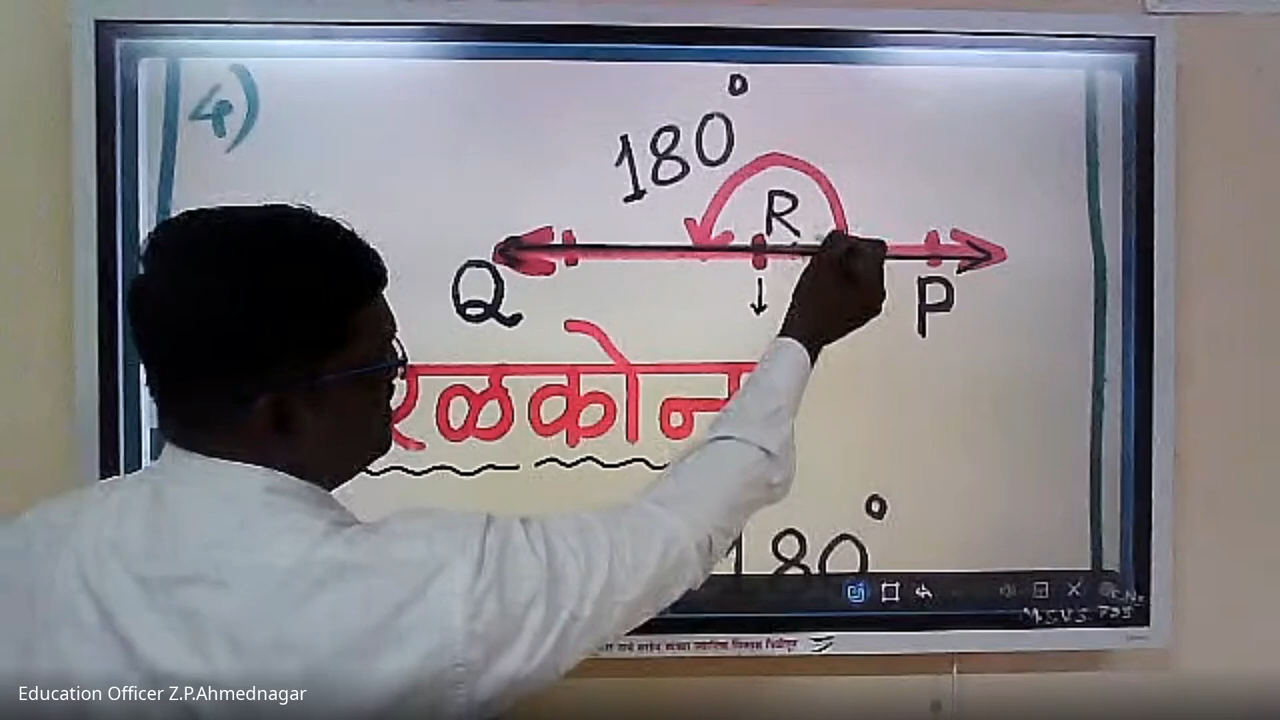 4)
180°
R
Q
P
रळकोन
180°
M.S.V.S.
Education Officer Z.P.Ahmednagar